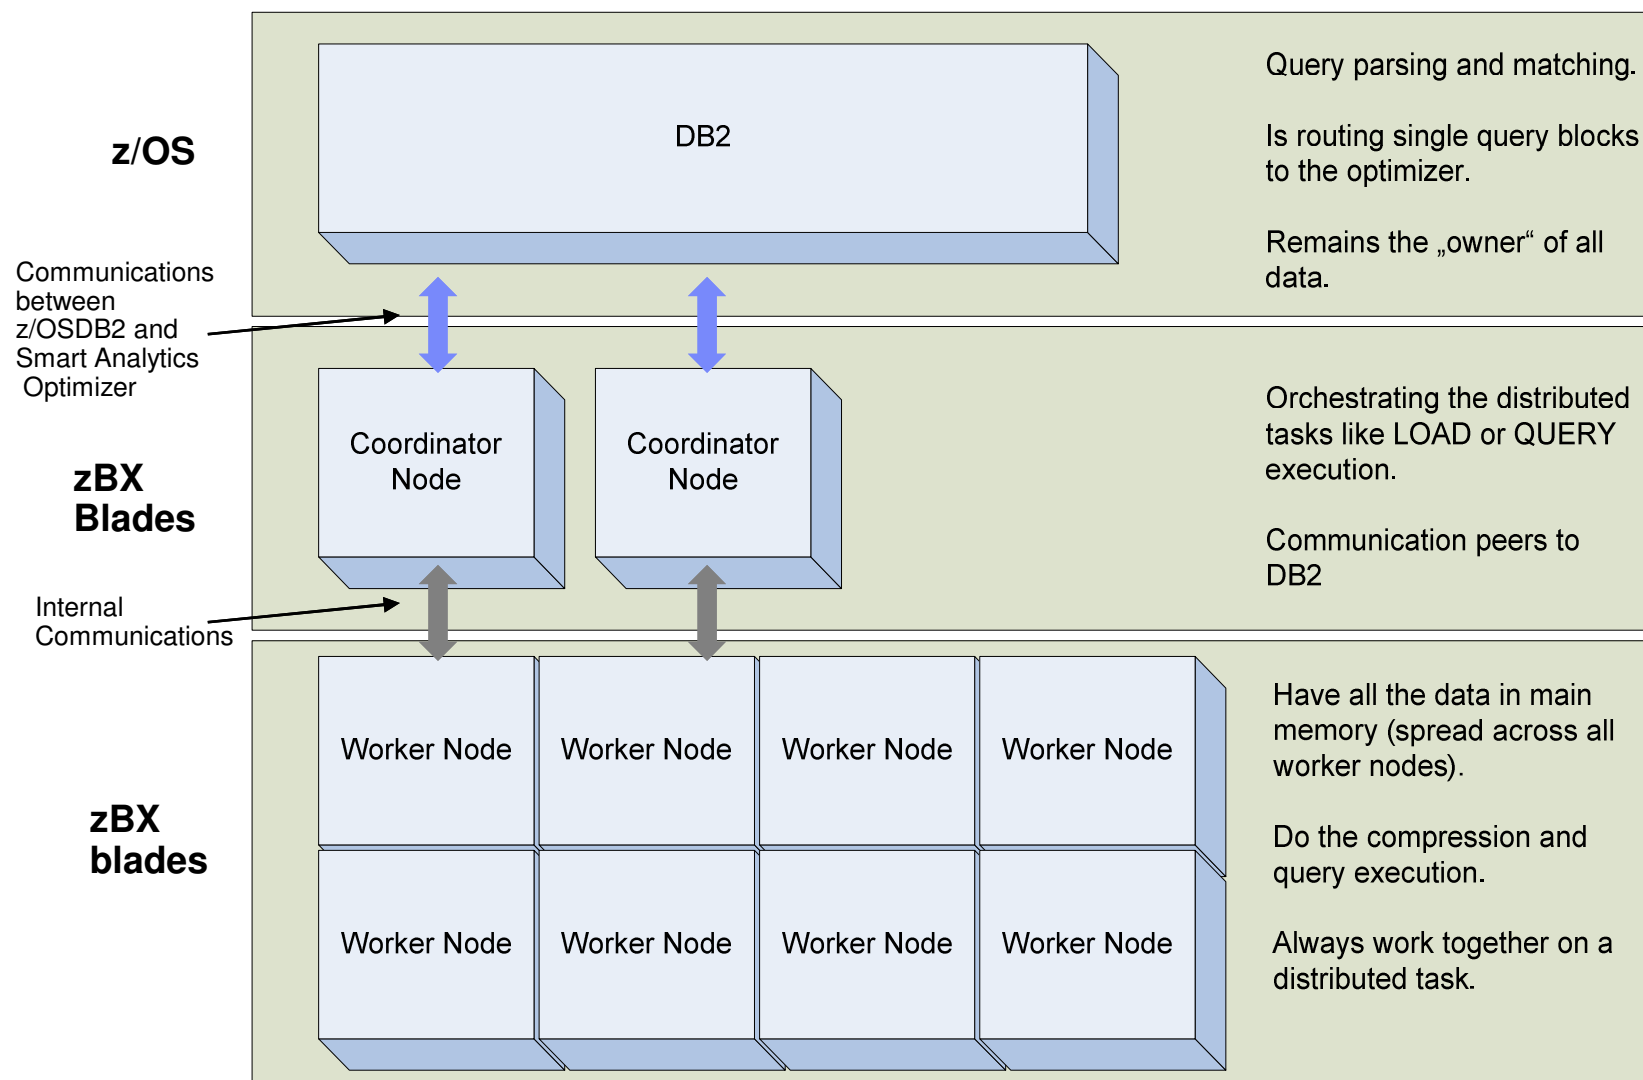 z/OS
DB2
Query parsing and matching.
Is routing single query blocks
to the optimizer.
Remains the „owner“ of all
data.
Communications
between
z/OSDB2 and
Smart Analytics
Optimizer
zBX
Blades
Coordinator
Node
Coordinator
Node
Orchestrating the distributed
tasks like LOAD or QUERY
execution.
Communication peers to
DB2
Internal
Communications
zBX
blades
Worker Node
Worker Node
Worker Node
Worker Node
Worker Node
Worker Node
Worker Node
Worker Node
Have all the data in main
memory (spread across all
worker nodes).
Do the compression and
query execution.
Always work together on a
distributed task.